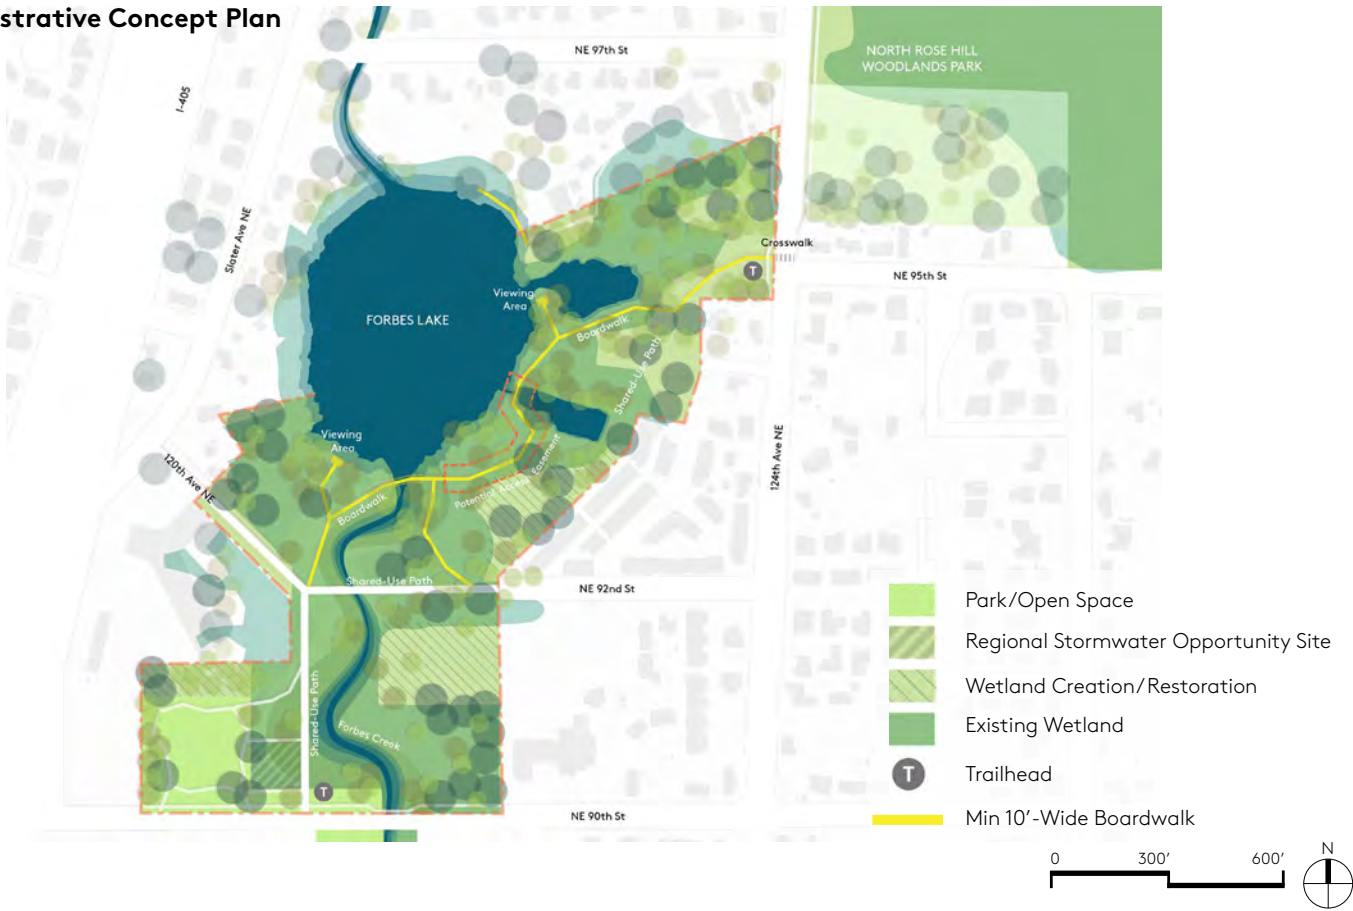 strative Concept Plan
NE 97th St
NORTH ROSE HILL
WOODLANDS PARK
I-405
Slater Ave NE
Crosswalk
T
NE 95th St
Viewing
Area
FORBES LAKE
Boardwalk
Shared-Use Path
Viewing
Area
120th Ave NE
124th Ave NE
Potential Access Easement
Boardwalk
Shared-Use Path
NE 92nd St
Shared-Use Path
Forbes Creek
T
NE 90th St
Park/Open Space
Regional Stormwater Opportunity Site
Wetland Creation/Restoration
Existing Wetland
T Trailhead
Min 10'-Wide Boardwalk
0 300' 600'
N